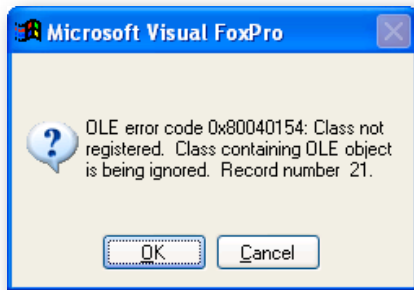 Microsoft Visual FoxPro
OLE error code 0x80040154: Class not
registered. Class containing OLE object
is being ignored. Record number 21.
OK
Cancel